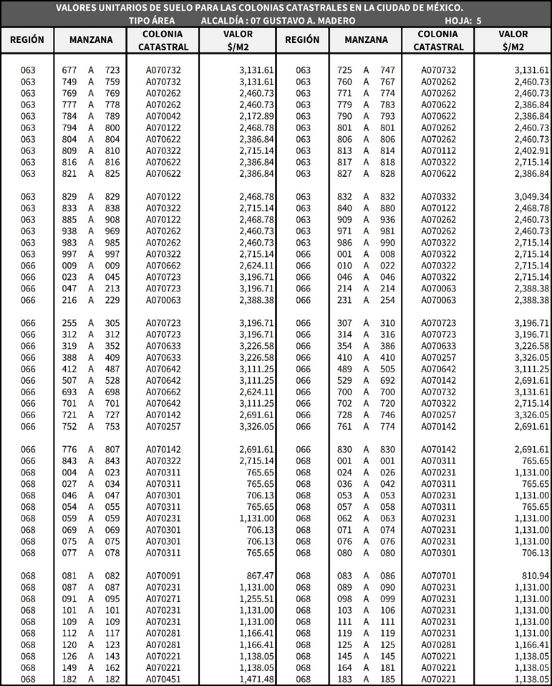 VALORES UNITARIOS DE SUELO PARA LAS COLONIAS CATASTRALES EN LA CIUDAD DE MÉXICO.
TIPO ÁREA ALCALDÍA : 07 GUSTAVO A. MADERO HOJA: 5
REGIÓN MANZANA COLONIA CATASTRAL VALOR $/M2 REGIÓN MANZANA COLONIA CATASTRAL VALOR $/M2
063 677 A 723 A070732 3,131.61 063 725 A 747 A070732 3,131.61
063 749 A 759 A070732 3,131.61 063 760 A 767 A070262 2,460.73
063 769 A 769 A070262 2,460.73 063 771 A 774 A070262 2,460.73
063 777 A 778 A070262 2,460.73 063 779 A 783 A070622 2,386.84
063 784 A 789 A070042 2,172.89 063 790 A 793 A070622 2,386.84
063 794 A 800 A070122 2,468.78 063 801 A 801 A070262 2,460.73
063 804 A 804 A070622 2,386.84 063 806 A 806 A070262 2,460.73
063 809 A 810 A070322 2,715.14 063 813 A 814 A070112 2,402.91
063 816 A 816 A070622 2,386.84 063 817 A 818 A070322 2,715.14
063 821 A 825 A070622 2,386.84 063 827 A 828 A070622 2,386.84
063 829 A 829 A070122 2,468.78 063 832 A 832 A070332 3,049.34
063 833 A 838 A070322 2,715.14 063 840 A 880 A070122 2,468.78
063 885 A 908 A070122 2,468.78 063 909 A 936 A070262 2,460.73
063 938 A 969 A070262 2,460.73 063 971 A 981 A070262 2,460.73
063 983 A 985 A070262 2,460.73 063 986 A 990 A070322 2,715.14
063 997 A 997 A070322 2,715.14 066 001 A 008 A070322 2,715.14
066 009 A 009 A070662 2,624.11 066 010 A 022 A070322 2,715.14
066 023 A 045 A070723 3,196.71 066 046 A 046 A070322 2,715.14
066 047 A 213 A070723 3,196.71 066 214 A 214 A070063 2,388.38
066 216 A 229 A070063 2,388.38 066 231 A 254 A070063 2,388.38
066 255 A 305 A070723 3,196.71 066 307 A 310 A070723 3,196.71
066 312 A 312 A070723 3,196.71 066 314 A 316 A070723 3,196.71
066 319 A 352 A070633 3,226.58 066 354 A 386 A070633 3,226.58
066 388 A 409 A070633 3,226.58 066 410 A 410 A070257 3,326.05
066 412 A 487 A070642 3,111.25 066 489 A 505 A070642 3,111.25
066 507 A 528 A070642 3,111.25 066 529 A 692 A070142 2,691.61
066 693 A 698 A070662 2,624.11 066 700 A 700 A070732 3,131.61
066 701 A 701 A070642 3,111.25 066 702 A 720 A070322 2,715.14
066 721 A 727 A070142 2,691.61 066 728 A 746 A070257 3,326.05
066 752 A 753 A070257 3,326.05 066 761 A 774 A070142 2,691.61
066 776 A 807 A070142 2,691.61 066 830 A 830 A070142 2,691.61
066 843 A 843 A070322 2,715.14 068 001 A 001 A070311 765.65
068 004 A 023 A070311 765.65 068 024 A 026 A070231 1,131.00
068 027 A 034 A070311 765.65 068 036 A 042 A070311 765.65
068 046 A 047 A070301 706.13 068 053 A 053 A070231 1,131.00
068 054 A 055 A070311 765.65 068 057 A 058 A070311 765.65
068 059 A 059 A070231 1,131.00 068 062 A 063 A070231 1,131.00
068 069 A 069 A070301 706.13 068 071 A 074 A070231 1,131.00
068 075 A 075 A070301 706.13 068 076 A 076 A070231 1,131.00
068 077 A 078 A070311 765.65 068 080 A 080 A070301 706.13
068 081 A 082 A070091 867.47 068 083 A 086 A070701 810.94
068 087 A 087 A070231 1,131.00 068 089 A 090 A070231 1,131.00
068 091 A 095 A070271 1,255.51 068 098 A 099 A070231 1,131.00
068 101 A 101 A070231 1,131.00 068 103 A 106 A070231 1,131.00
068 109 A 109 A070231 1,131.00 068 111 A 111 A070231 1,131.00
068 112 A 117 A070281 1,166.41 068 119 A 119 A070231 1,131.00
068 120 A 123 A070281 1,166.41 068 125 A 125 A070281 1,166.41
068 126 A 143 A070221 1,138.05 068 145 A 145 A070221 1,138.05
068 149 A 162 A070221 1,138.05 068 164 A 181 A070221 1,138.05
068 182 A 182 A070451 1,471.48 068 183 A 185 A070221 1,138.05